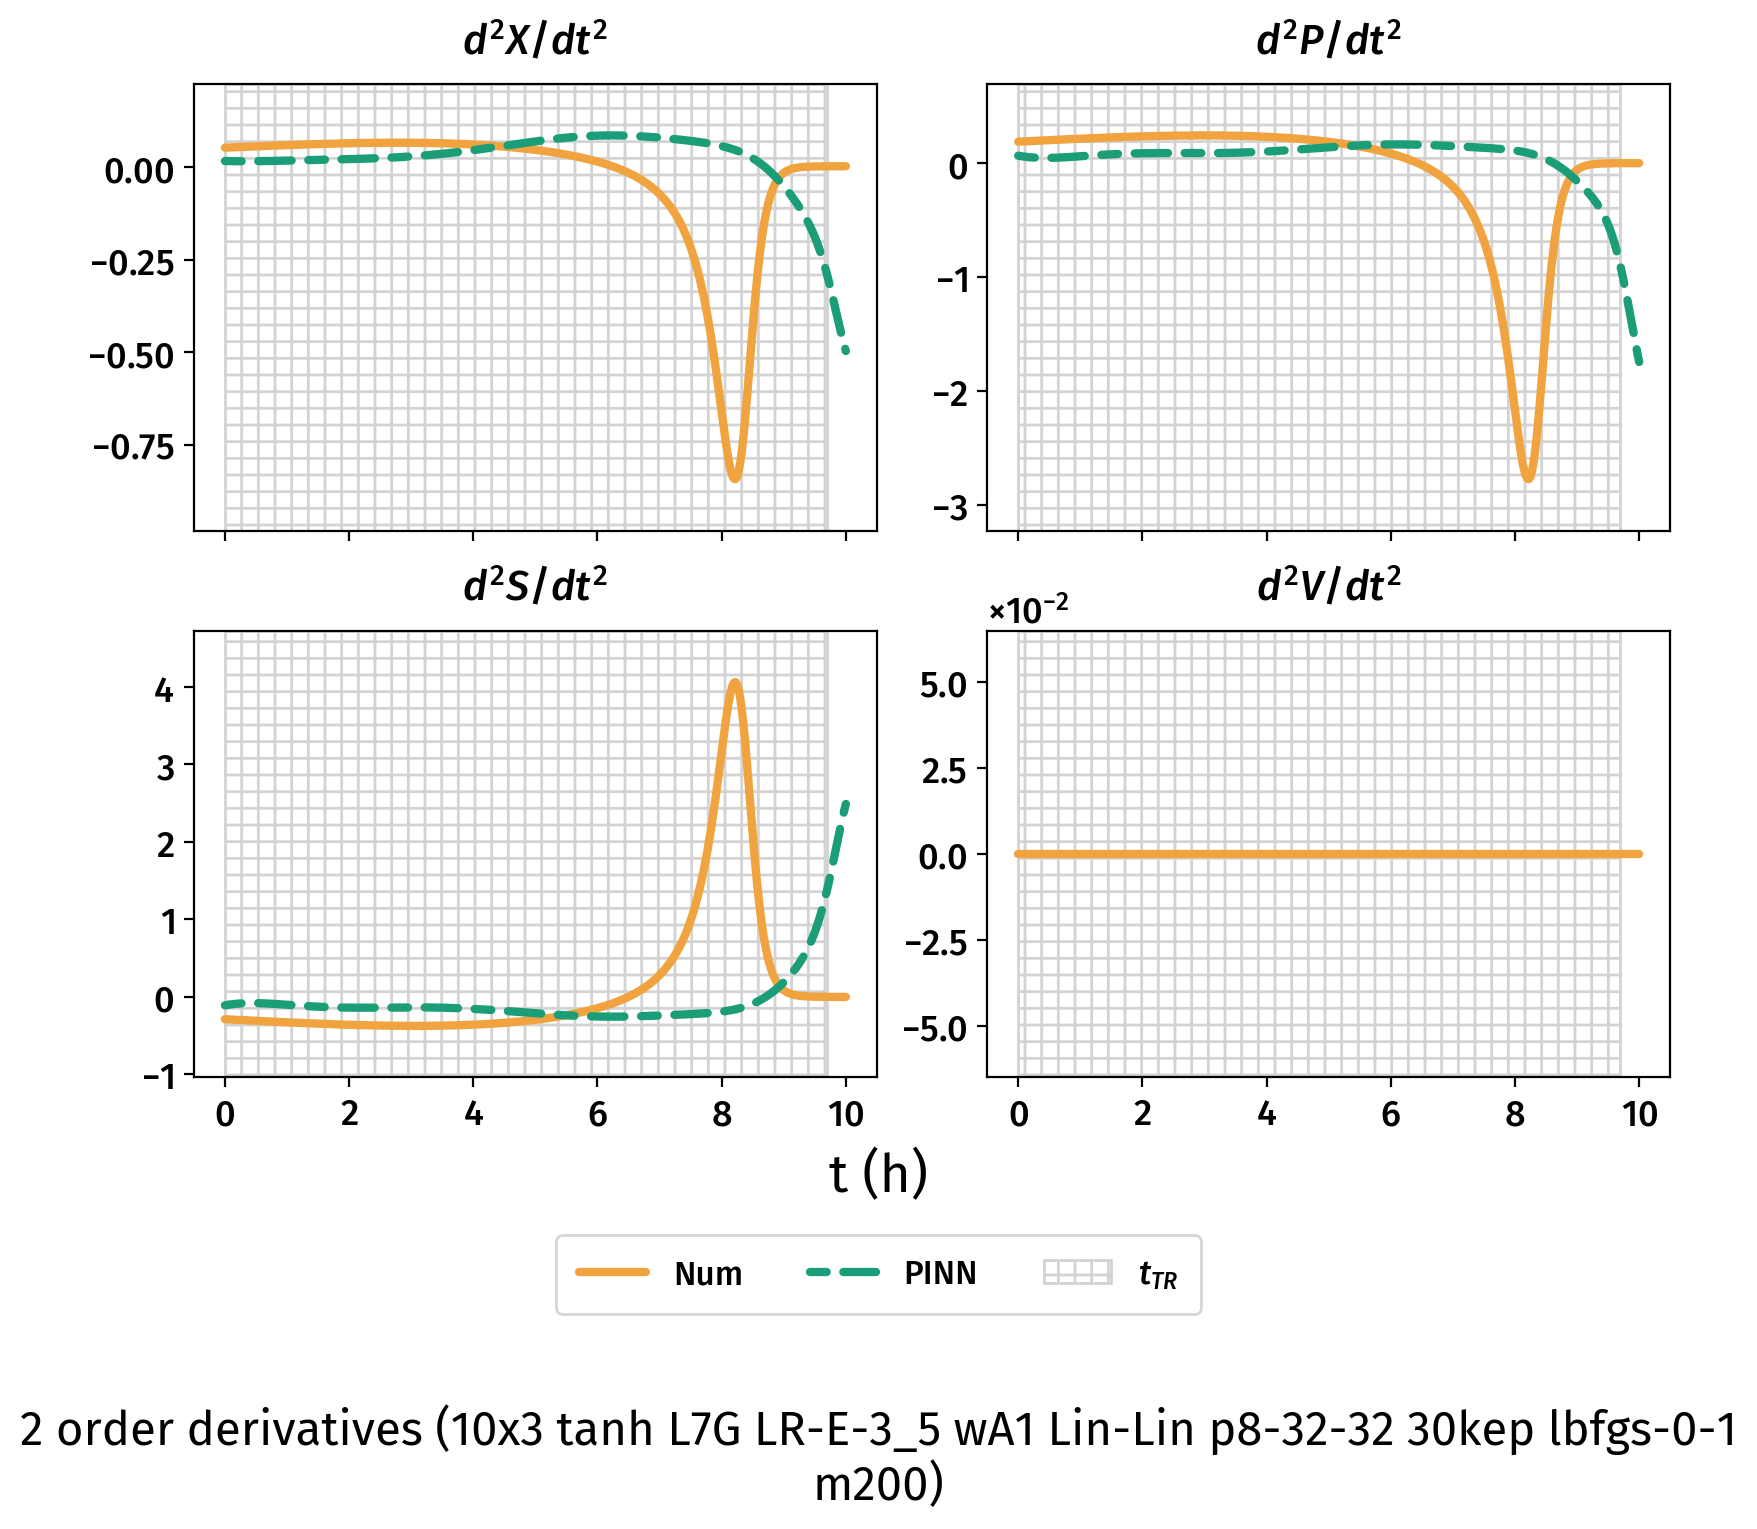 d²X/dt²
d²P/dt²
0.00
−0.25
−0.50
−0.75
0
−1
−2
−3
d²S/dt²
d²V/dt²
×10⁻²
4
3
2
1
0
−1
5.0
2.5
0.0
−2.5
−5.0
0 2 4 6 8 10
0 2 4 6 8 10
t (h)
Num PINN t_TR
2 order derivatives (10x3 tanh L7G LR-E-3_5 wA1 Lin-Lin p8-32-32 30kep lbfgs-0-1
m200)